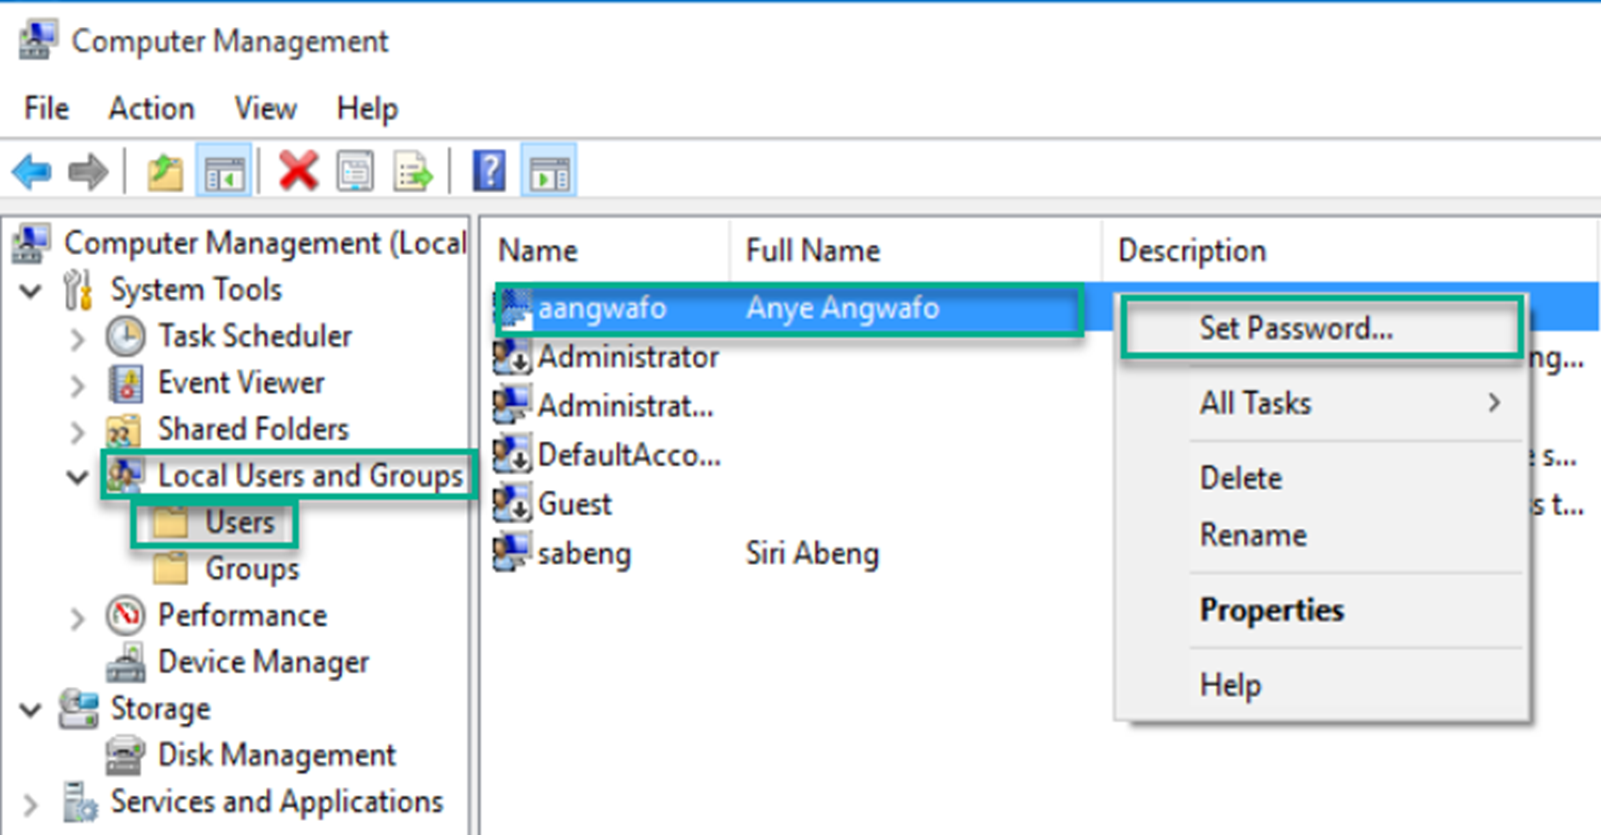 Computer Management
File Action View Help
Computer Management (Local
System Tools
Task Scheduler
Event Viewer
Shared Folders
Local Users and Groups
Users
Groups
Performance
Device Manager
Storage
Disk Management
Services and Applications
Name Full Name Description
aangwafo Anye Angwafo
Administrator ng...
Administrat...
DefaultAcco... s...
Guest s t...
sabeng Siri Abeng
Set Password...
All Tasks
Delete
Rename
Properties
Help